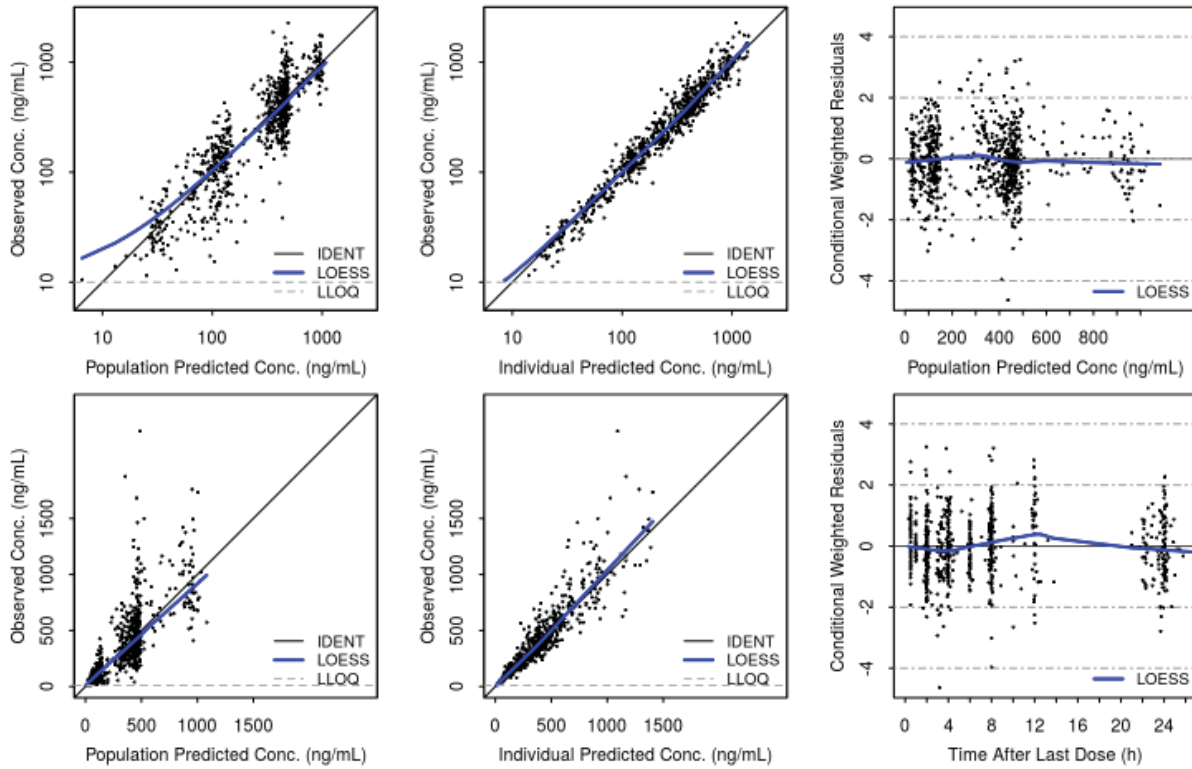 Observed Conc. (ng/mL)
1000
100
10
IDENT
LOESS
LLOQ
10 100 1000
Population Predicted Conc. (ng/mL)
Observed Conc. (ng/mL)
1000
100
10
IDENT
LOESS
LLOQ
10 100 1000
Individual Predicted Conc. (ng/mL)
Conditional Weighted Residuals
4
2
0
-2
-4
LOESS
0 200 400 600 800
Population Predicted Conc (ng/mL)
Observed Conc. (ng/mL)
1500
1000
500
0
IDENT
LOESS
LLOQ
0 500 1000 1500
Population Predicted Conc. (ng/mL)
Observed Conc. (ng/mL)
1500
1000
500
0
IDENT
LOESS
LLOQ
0 500 1000 1500
Individual Predicted Conc. (ng/mL)
Conditional Weighted Residuals
4
2
0
-2
-4
LOESS
0 4 8 12 16 20 24
Time After Last Dose (h)